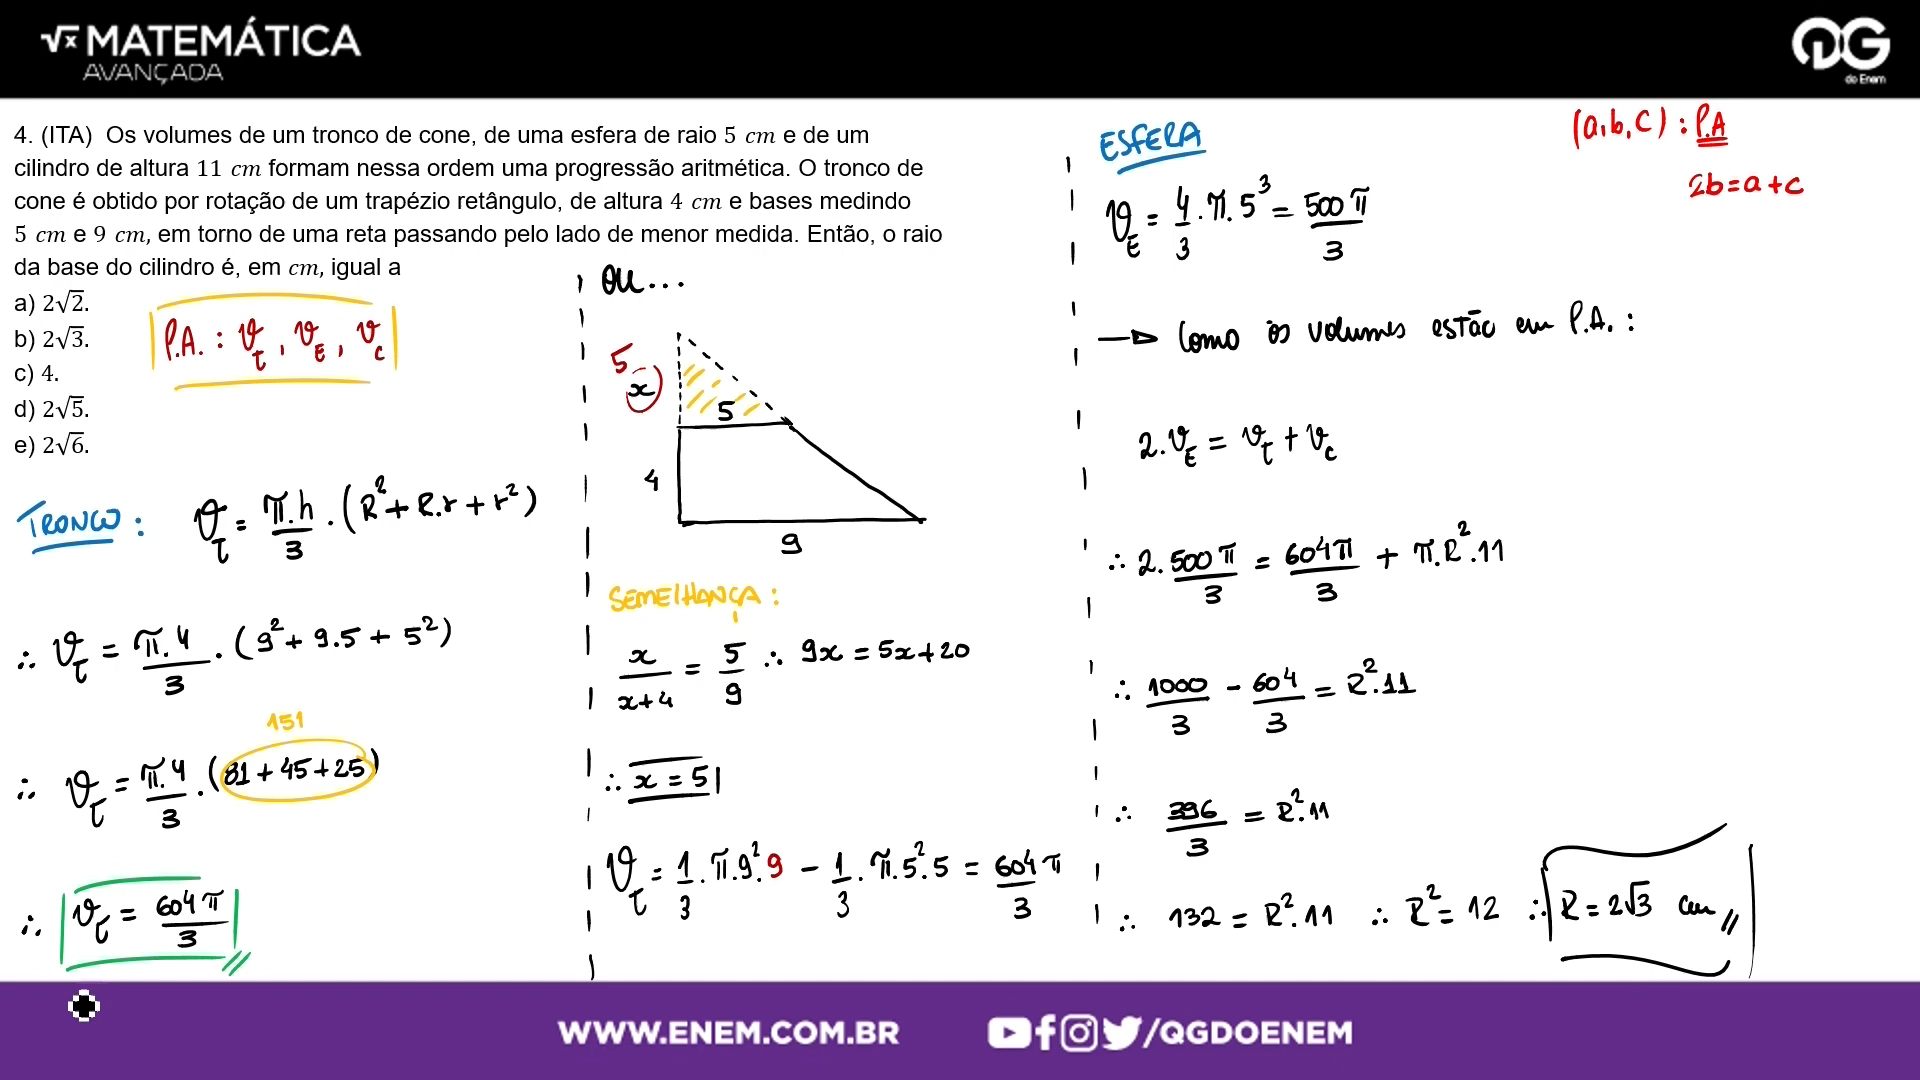 √x MATEMÁTICA
AVANÇADA
QG
do Enem
4. (ITA) Os volumes de um tronco de cone, de uma esfera de raio 5 cm e de um
cilindro de altura 11 cm formam nessa ordem uma progressão aritmética. O tronco de
cone é obtido por rotação de um trapézio retângulo, de altura 4 cm e bases medindo
5 cm e 9 cm, em torno de uma reta passando pelo lado de menor medida. Então, o raio
da base do cilindro é, em cm, igual a
a) 2√2.
b) 2√3.
c) 4.
d) 2√5.
e) 2√6.
P.A. : V_t, V_E, V_C
TRONCO:
V_t = π.h/3 . (R² + R.r + r²)
∴ V_t = π.4/3 . (9² + 9.5 + 5²)
151
∴ V_t = π.4/3 . (81 + 45 + 25)
∴ V_t = 604π/3
ou...
5
x
5
4
9
SEMELHANÇA:
x/(x+4) = 5/9 ∴ 9x = 5x + 20
∴ x = 5
V_t = 1/3 . π.9².9 - 1/3 . π.5².5 = 604π/3
ESFERA
V_E = 4/3 . π.5³ = 500π/3
(a,b,c) : P.A
2b = a + c
→ Como os volumes estão em P.A. :
2.V_E = V_t + V_C
∴ 2.500π/3 = 604π/3 + π.R².11
∴ 1000/3 - 604/3 = R².11
∴ 396/3 = R².11
∴ 132 = R².11 ∴ R² = 12 ∴ R = 2√3 cm //
WWW.ENEM.COM.BR
/QGDOENEM